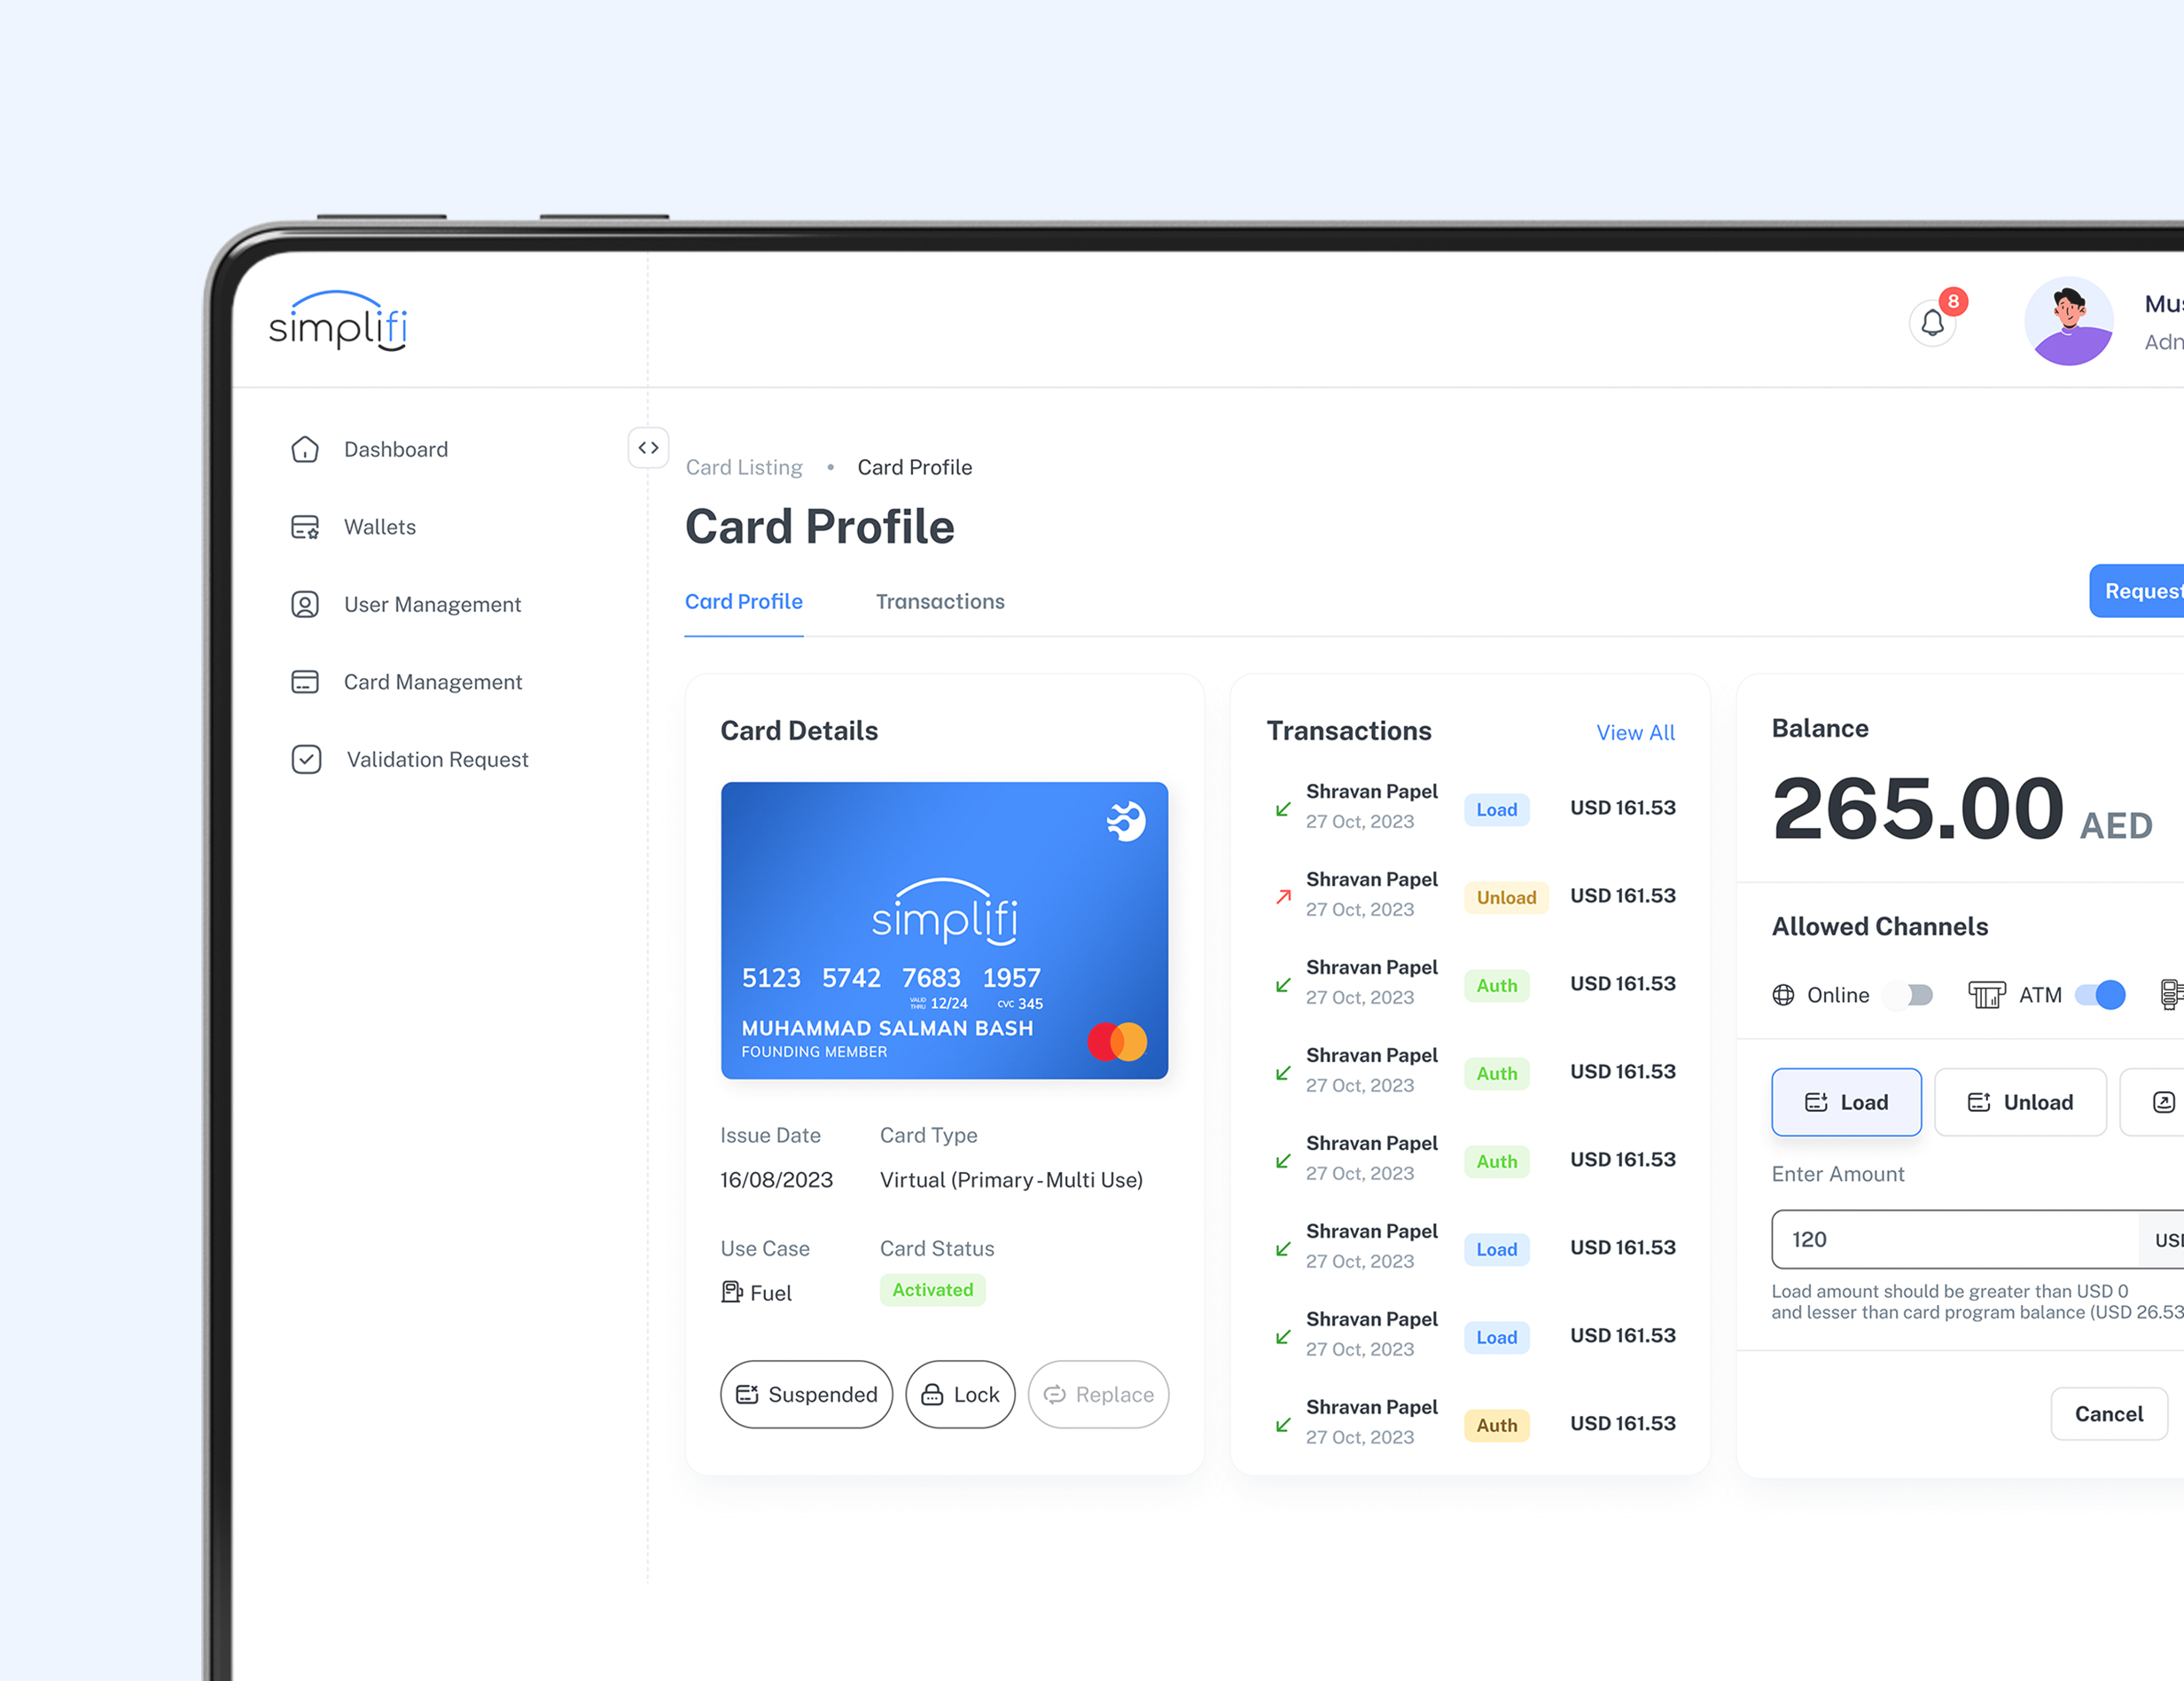 simplifi
8
Mus
Adn
Dashboard
Wallets
User Management
Card Management
Validation Request
Card Listing • Card Profile
Card Profile
Card Profile Transactions
Request
Card Details
simplifi
5123 5742 7683 1957
VALID THRU 12/24 CVC 345
MUHAMMAD SALMAN BASH
FOUNDING MEMBER
Issue Date Card Type
16/08/2023 Virtual (Primary-Multi Use)
Use Case Card Status
Fuel Activated
Suspended Lock Replace
Transactions View All
Shravan Papel
27 Oct, 2023 Load USD 161.53
Shravan Papel
27 Oct, 2023 Unload USD 161.53
Shravan Papel
27 Oct, 2023 Auth USD 161.53
Shravan Papel
27 Oct, 2023 Auth USD 161.53
Shravan Papel
27 Oct, 2023 Auth USD 161.53
Shravan Papel
27 Oct, 2023 Load USD 161.53
Shravan Papel
27 Oct, 2023 Load USD 161.53
Shravan Papel
27 Oct, 2023 Auth USD 161.53
Balance
265.00 AED
Allowed Channels
Online ATM
Load Unload
Enter Amount
120 USD
Load amount should be greater than USD 0
and lesser than card program balance (USD 26.53
Cancel